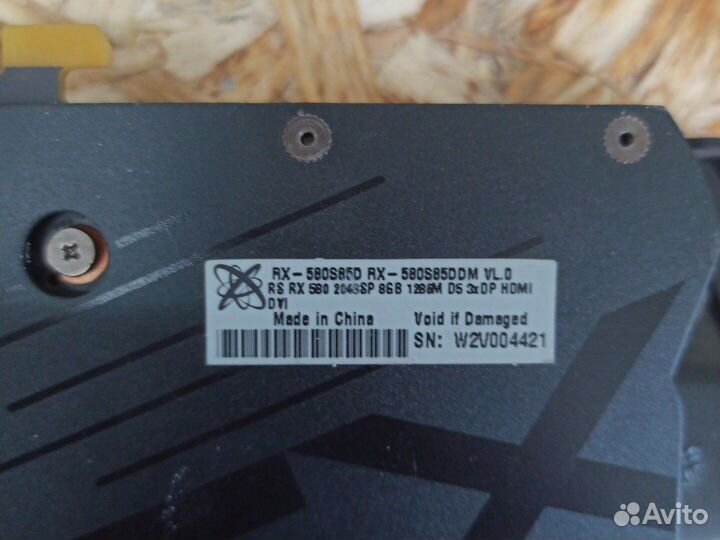 RX-580S85D RX-580S85DDM VL.0
RS RX 580 2048SP 8GB 1286M D5 3xDP HDMI
DVI
Made in China Void if Damaged
SN: W2V004421
Avito